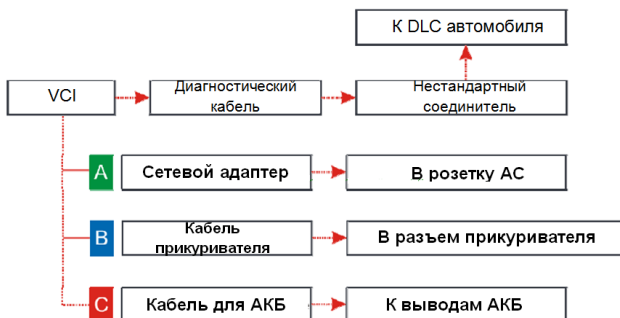 К DLC автомобиля
VCI
Диагностический
кабель
Нестандартный
соединитель
A
Сетевой адаптер
В розетку АС
B
Кабель
прикуривателя
В разъем прикуривателя
C
Кабель для АКБ
К выводам АКБ